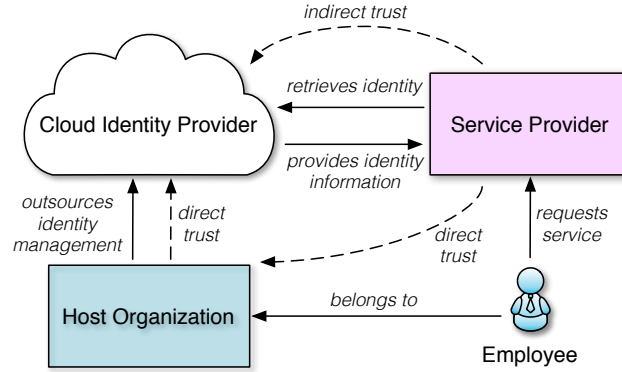 indirect trust
retrieves identity
Cloud Identity Provider
Service Provider
provides identity
information
outsources
identity
management
direct
trust
direct
trust
requests
service
Host Organization
belongs to
Employee